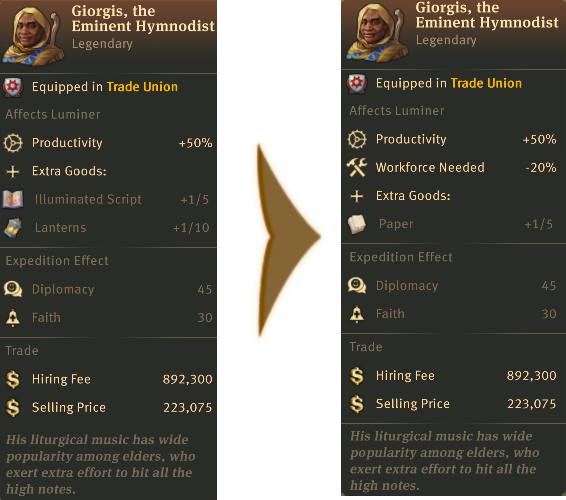 Giorgis, the
Eminent Hymnodist
Legendary
Equipped in Trade Union
Affects Luminer
Productivity +50%
Extra Goods:
Illuminated Script +1/5
Lanterns +1/10
Expedition Effect
Diplomacy 45
Faith 30
Trade
Hiring Fee 892,300
Selling Price 223,075
His liturgical music has wide
popularity among elders, who
exert extra effort to hit all the
high notes.
Giorgis, the
Eminent Hymnodist
Legendary
Equipped in Trade Union
Affects Luminer
Productivity +50%
Workforce Needed -20%
Extra Goods:
Paper +1/5
Expedition Effect
Diplomacy 45
Faith 30
Trade
Hiring Fee 892,300
Selling Price 223,075
His liturgical music has wide
popularity among elders, who
exert extra effort to hit all the
high notes.